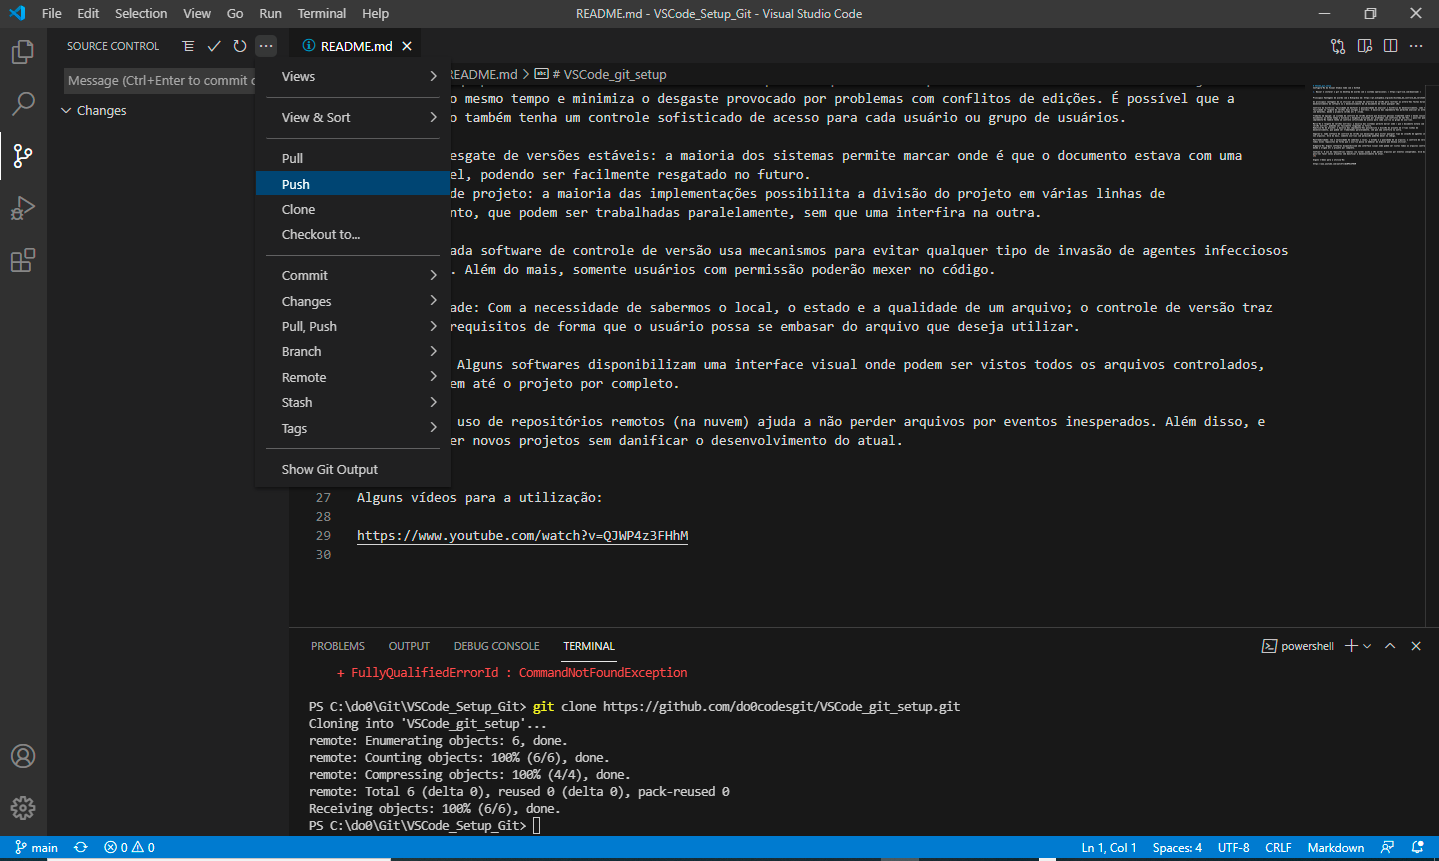 File Edit Selection View Go Run Terminal Help
README.md - VSCode_Setup_Git - Visual Studio Code
SOURCE CONTROL
README.md
Message (Ctrl+Enter to commit
Changes
Views
View & Sort
Pull
Push
Clone
Checkout to...
Commit
Changes
Pull, Push
Branch
Remote
Stash
Tags
Show Git Output
README.md > # VSCode_git_setup
o mesmo tempo e minimiza o desgaste provocado por problemas com conflitos de edições. É possível que a
o também tenha um controle sofisticado de acesso para cada usuário ou grupo de usuários.
esgate de versões estáveis: a maioria dos sistemas permite marcar onde é que o documento estava com uma
el, podendo ser facilmente resgatado no futuro.
de projeto: a maioria das implementações possibilita a divisão do projeto em várias linhas de
nto, que podem ser trabalhadas paralelamente, sem que uma interfira na outra.
ada software de controle de versão usa mecanismos para evitar qualquer tipo de invasão de agentes infecciosos
. Além do mais, somente usuários com permissão poderão mexer no código.
ade: Com a necessidade de sabermos o local, o estado e a qualidade de um arquivo; o controle de versão traz
requisitos de forma que o usuário possa se embasar do arquivo que deseja utilizar.
Alguns softwares disponibilizam uma interface visual onde podem ser vistos todos os arquivos controlados,
em até o projeto por completo.
uso de repositórios remotos (na nuvem) ajuda a não perder arquivos por eventos inesperados. Além disso, e
er novos projetos sem danificar o desenvolvimento do atual.
27 Alguns vídeos para a utilização:
28
29 https://www.youtube.com/watch?v=QJWP4z3FHhM
30
PROBLEMS OUTPUT DEBUG CONSOLE TERMINAL
powershell
+ FullyQualifiedErrorId : CommandNotFoundException
PS C:\do0\Git\VSCode_Setup_Git> git clone https://github.com/do0codesgit/VSCode_git_setup.git
Cloning into 'VSCode_git_setup'...
remote: Enumerating objects: 6, done.
remote: Counting objects: 100% (6/6), done.
remote: Compressing objects: 100% (4/4), done.
remote: Total 6 (delta 0), reused 0 (delta 0), pack-reused 0
Receiving objects: 100% (6/6), done.
PS C:\do0\Git\VSCode_Setup_Git>
main 0 0
Ln 1, Col 1 Spaces: 4 UTF-8 CRLF Markdown